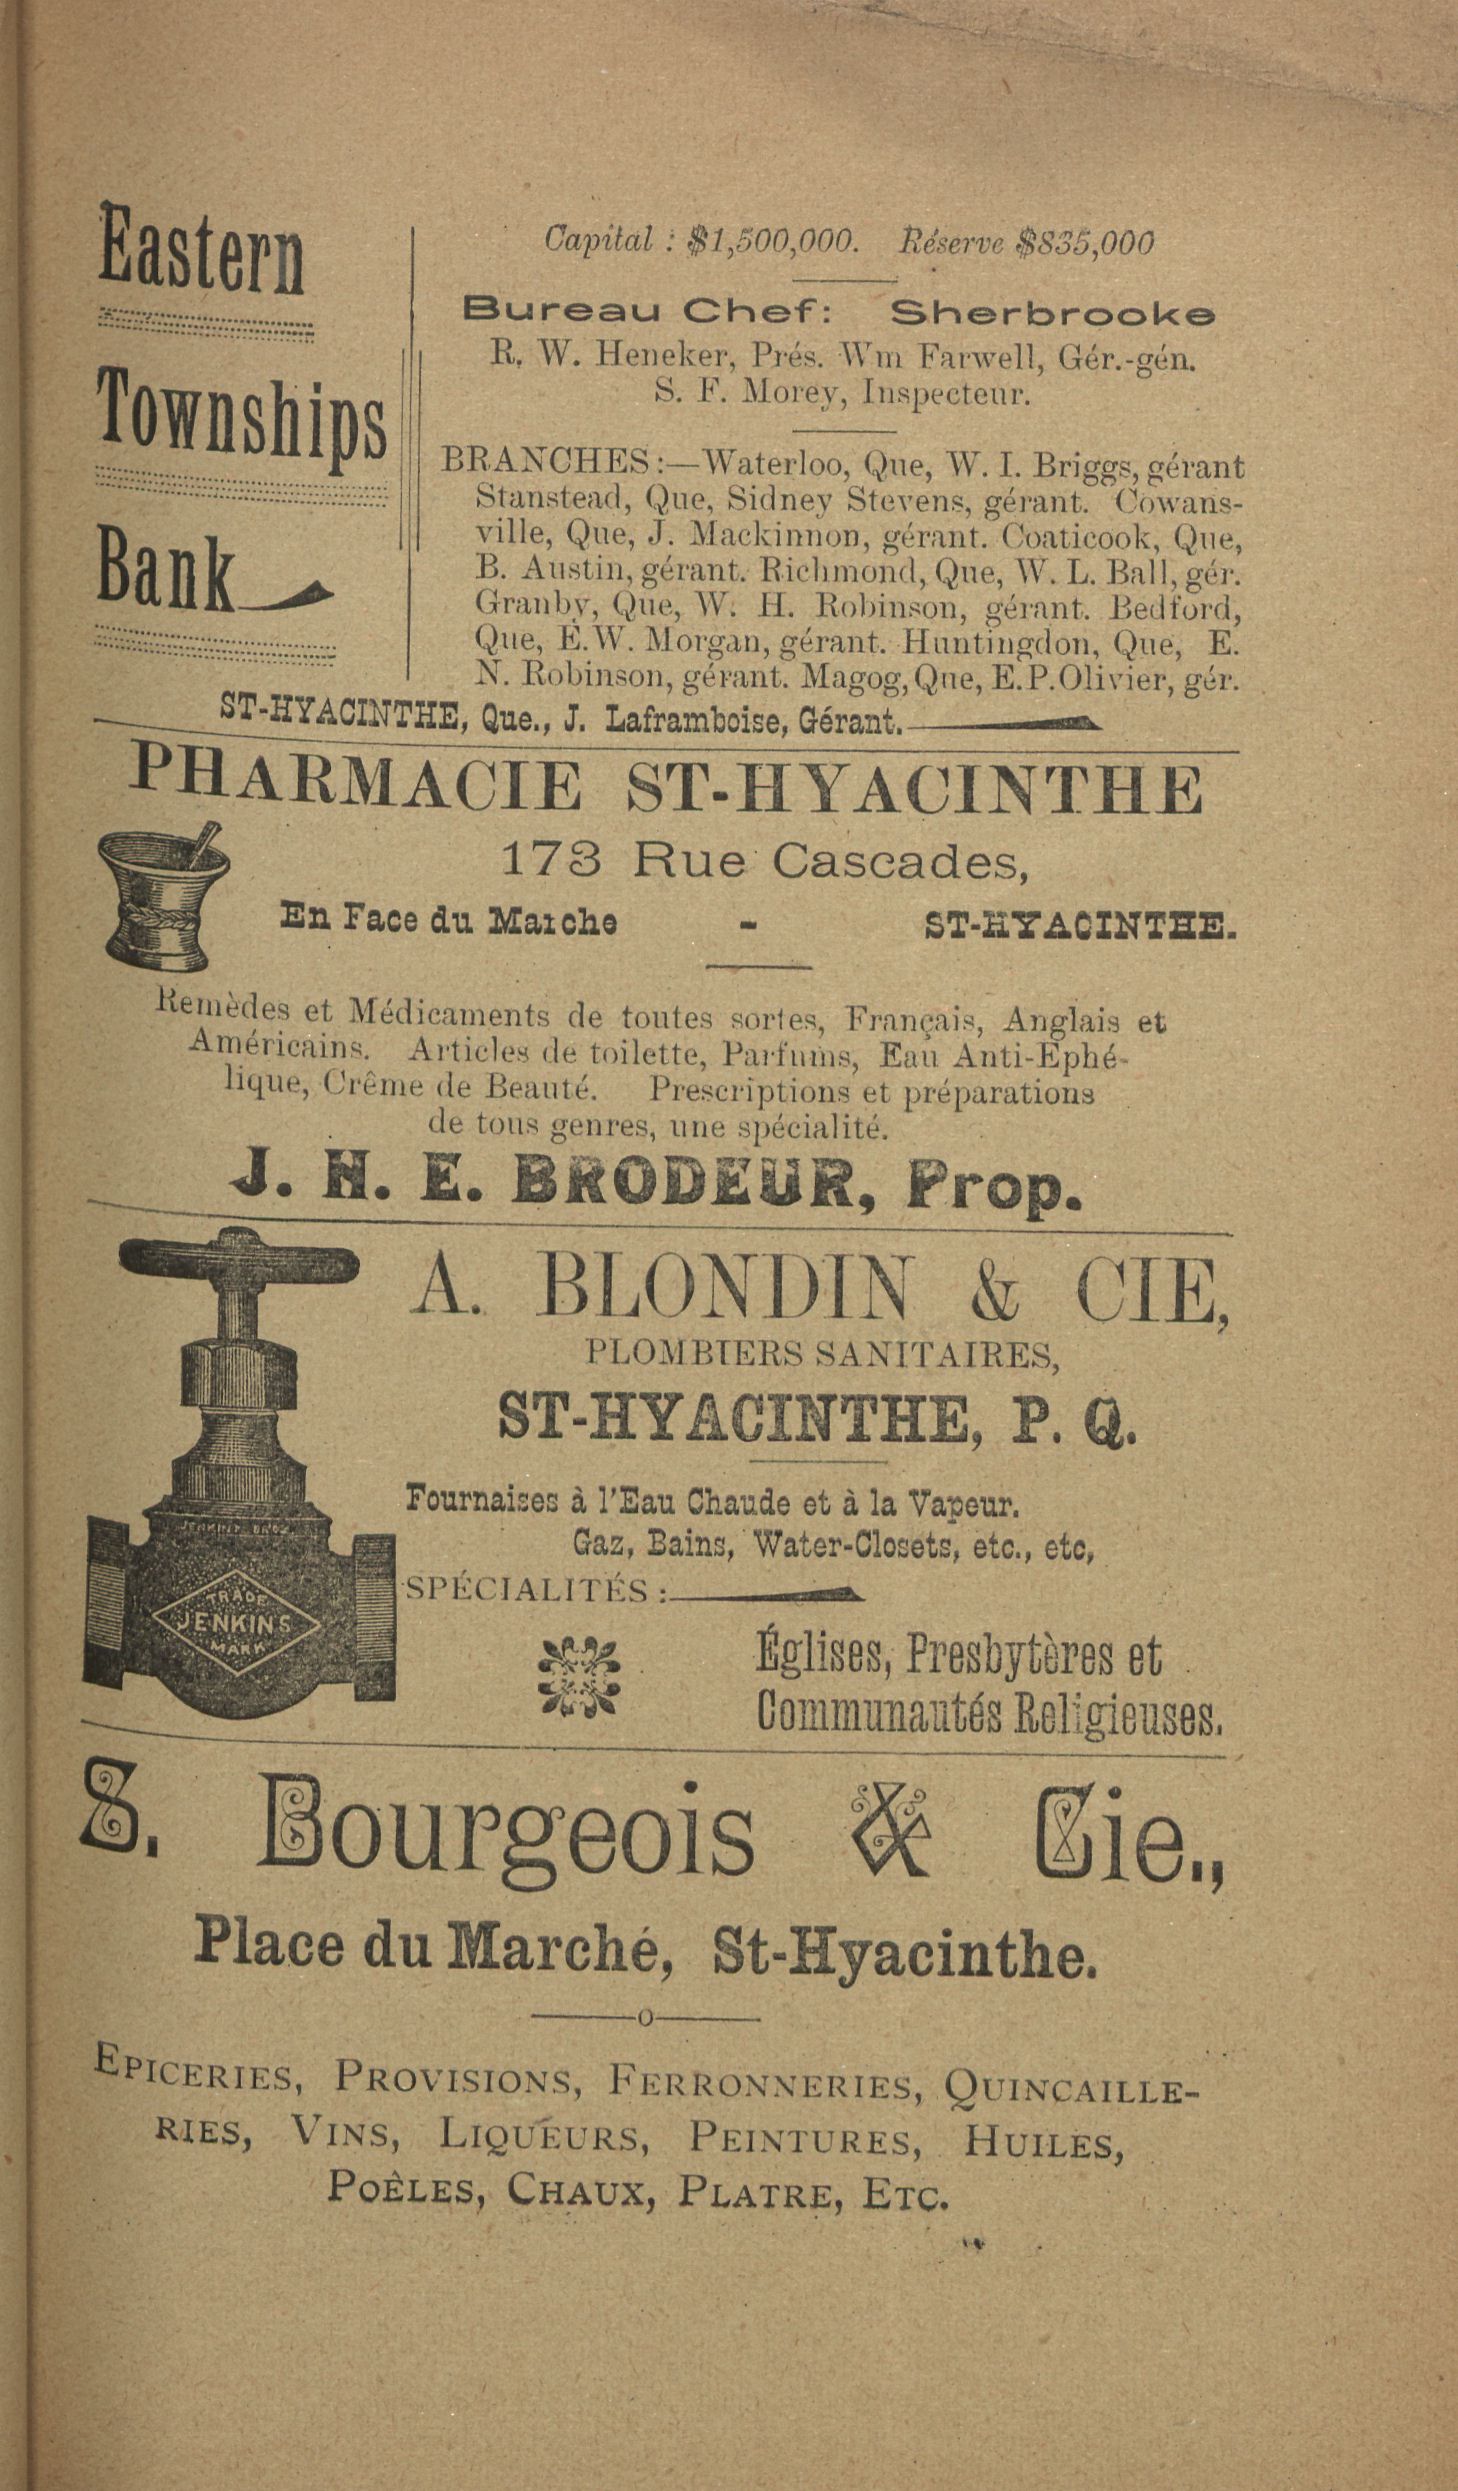 Eastern
Townships
Bank
Capital : $1,500,000. Réserve $835,000
Bureau Chef: Sherbrooke
R. W. Heneker, Prés. Wm Farwell, Gér.-gén.
S. F. Morey, Inspecteur.
BRANCHES :—Waterloo, Que, W. I. Briggs, gérant
Stanstead, Que, Sidney Stevens, gérant. Cowans-
ville, Que, J. Mackinnon, gérant. Coaticook, Que,
B. Austin, gérant. Richmond, Que, W. L. Ball, gér.
Granby, Que, W. H. Robinson, gérant. Bedford,
Que, E. W. Morgan, gérant. Huntingdon, Que, E.
N. Robinson, gérant. Magog, Que, E. P. Olivier, gér.
ST-HYACINTHE, Que., J. Laframboise, Gérant.
PHARMACIE ST-HYACINTHE
173 Rue Cascades,
En Face du Marche - ST-HYACINTHE.
Remèdes et Médicaments de toutes sortes, Français, Anglais et
Américains. Articles de toilette, Parfums, Eau Anti-Ephé-
lique, Crême de Beauté. Prescriptions et préparations
de tous genres, une spécialité.
J. H. E. BRODEUR, Prop.
A. BLONDIN & CIE,
PLOMBIERS SANITAIRES,
ST-HYACINTHE, P. Q.
Fournaises à l'Eau Chaude et à la Vapeur.
Gaz, Bains, Water-Closets, etc., etc,
SPÉCIALITÉS :
Églises, Presbytères et
Communautés Religieuses.
JENKINS BROS
TRADE
JENKINS
MARK
S. Bourgeois & Cie.,
Place du Marché, St-Hyacinthe.
—o—
EPICERIES, PROVISIONS, FERRONNERIES, QUINCAILLE-
RIES, VINS, LIQUEURS, PEINTURES, HUILES,
POÊLES, CHAUX, PLATRE, ETC.